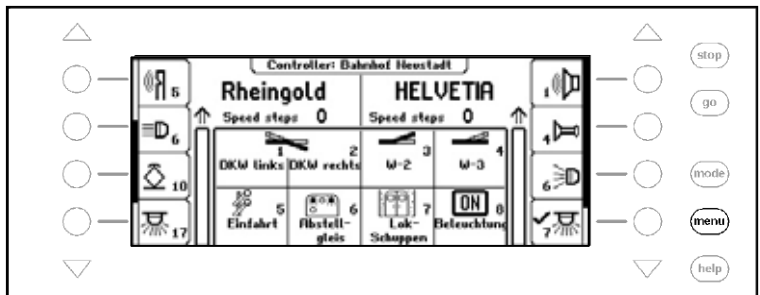 Controller: Bahnhof Neustadt
Rheingold HELVETIA
Speed steps 0 Speed steps 0
5 1
6 4
10 6
17 7
1 2 3 4
DKW links DKW rechts W-2 W-3
5 6 7 ON 8
Einfahrt Abstell-gleis Lok-Schuppen Beleuchtung
stop
go
mode
menu
help